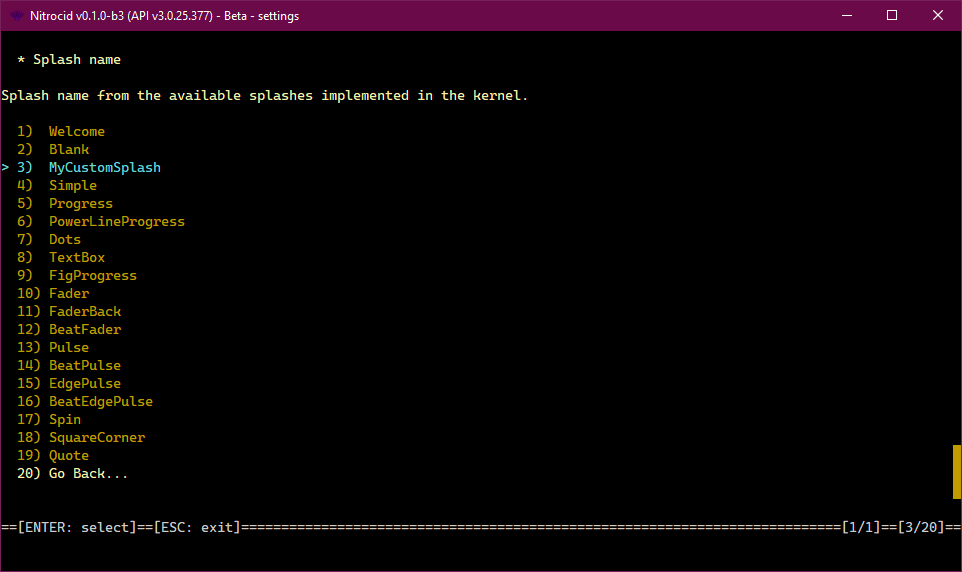 Nitrocid v0.1.0-b3 (API v3.0.25.377) - Beta - settings
* Splash name
Splash name from the available splashes implemented in the kernel.
1) Welcome
2) Blank
> 3) MyCustomSplash
4) Simple
5) Progress
6) PowerLineProgress
7) Dots
8) TextBox
9) FigProgress
10) Fader
11) FaderBack
12) BeatFader
13) Pulse
14) BeatPulse
15) EdgePulse
16) BeatEdgePulse
17) Spin
18) SquareCorner
19) Quote
20) Go Back...
==[ENTER: select]==[ESC: exit]===========================================================================[1/1]==[3/20]==